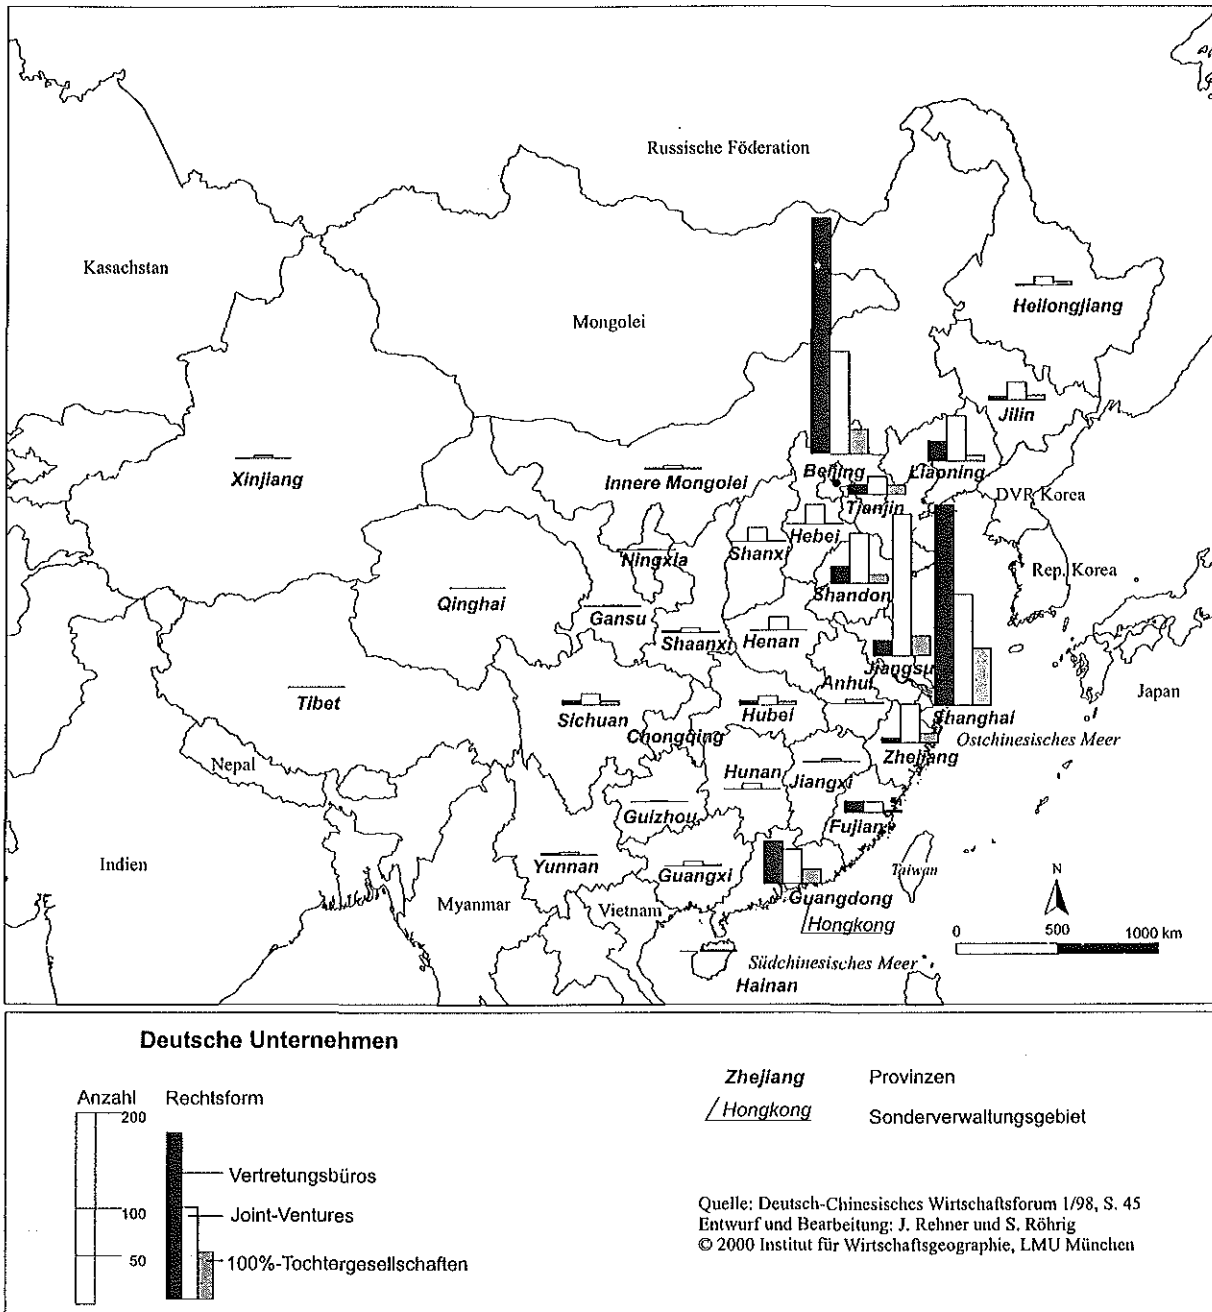 Russische Föderation
Kasachstan
Mongolei
Heilongjiang
Jilin
Xinjiang
Innere Mongolei
Beijing
Liaoning
Tianjin
DVR Korea
Hebei
Shanxi
Ningxia
Rep. Korea
Qinghai
Gansu
Shandon
Shaanxi
Henan
Jiangsu
Anhui
Tibet
Sichuan
Hubei
Shanghai
Japan
Chongqing
Ostchinesisches Meer
Zhejiang
Nepal
Hunan
Jiangxi
Guizhou
Fujian
Indien
Yunnan
Guangxi
Taiwan
N
Myanmar
Vietnam
Guangdong
Hongkong
0 500 1000 km
Südchinesisches Meer
Hainan
Deutsche Unternehmen
Anzahl Rechtsform
200
100
50
Vertretungsbüros
Joint-Ventures
100%-Tochtergesellschaften
Zhejiang Provinzen
Hongkong Sonderverwaltungsgebiet
Quelle: Deutsch-Chinesisches Wirtschaftsforum 1/98, S. 45
Entwurf und Bearbeitung: J. Rehner und S. Röhrig
© 2000 Institut für Wirtschaftsgeographie, LMU München